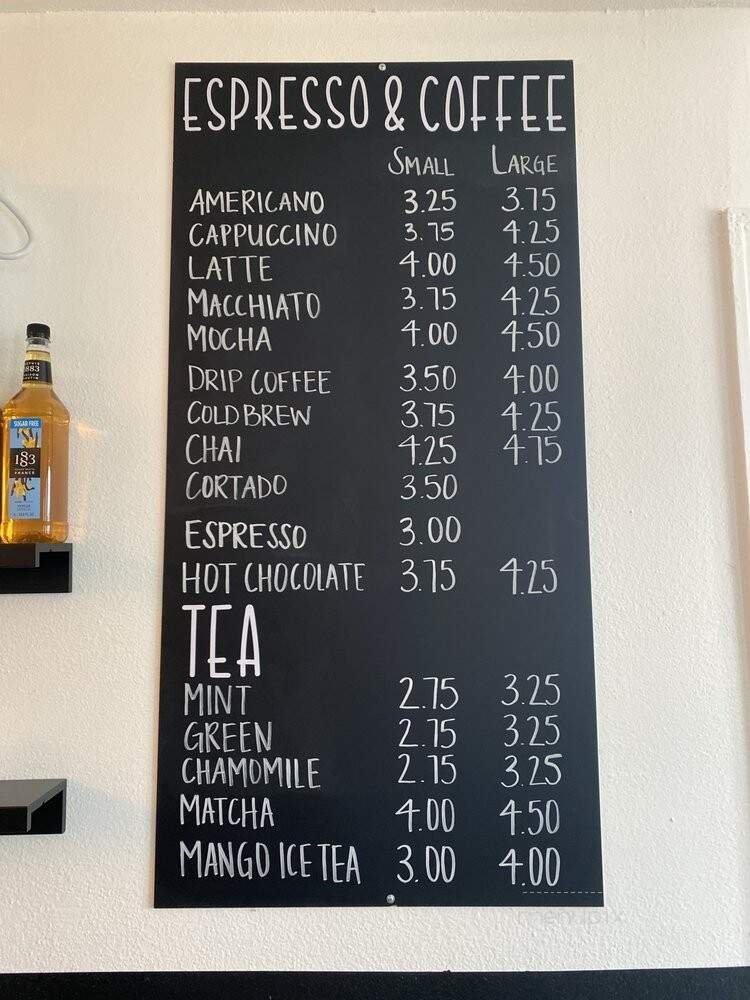 ESPRESSO & COFFEE
SMALL LARGE
AMERICANO 3.25 3.75
CAPPUCCINO 3.75 4.25
LATTE 4.00 4.50
MACCHIATO 3.75 4.25
MOCHA 4.00 4.50
DRIP COFFEE 3.50 4.00
COLD BREW 3.75 4.25
CHAI 4.25 4.75
CORTADO 3.50
ESPRESSO 3.00
HOT CHOCOLATE 3.75 4.25
TEA
MINT 2.75 3.25
GREEN 2.75 3.25
CHAMOMILE 2.75 3.25
MATCHA 4.00 4.50
MANGO ICE TEA 3.00 4.00
1883
SUGAR FREE
1883
FRANCE
menupix